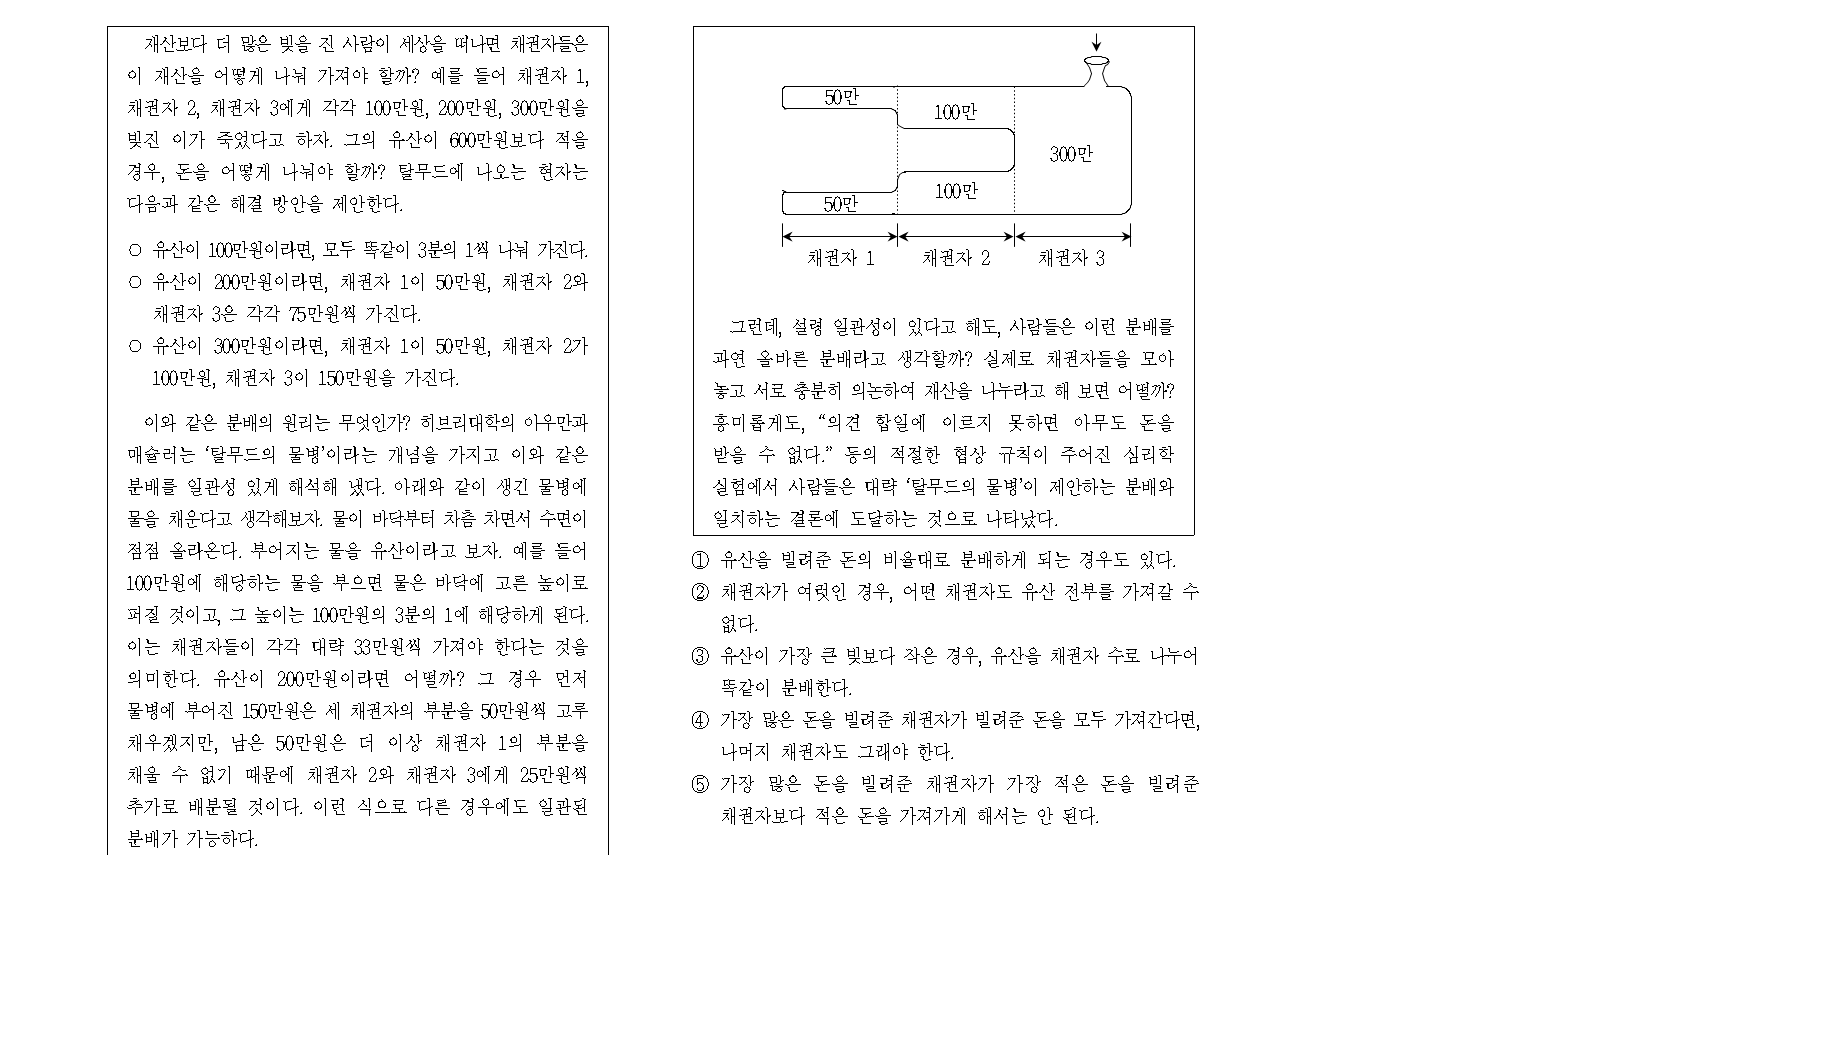 재산보다 더 많은 빚을 진 사람이 세상을 떠나면 채권자들은
이 재산을 어떻게 나눠 가져야 할까? 예를 들어 채권자 1,
채권자 2, 채권자 3에게 각각 100만원, 200만원, 300만원을
빚진 이가 죽었다고 하자. 그의 유산이 600만원보다 적을
경우, 돈을 어떻게 나눠야 할까? 탈무드에 나오는 현자는
다음과 같은 해결 방안을 제안한다.
○ 유산이 100만원이라면, 모두 똑같이 3분의 1씩 나눠 가진다.
○ 유산이 200만원이라면, 채권자 1이 50만원, 채권자 2와
채권자 3은 각각 75만원씩 가진다.
○ 유산이 300만원이라면, 채권자 1이 50만원, 채권자 2가
100만원, 채권자 3이 150만원을 가진다.
이와 같은 분배의 원리는 무엇인가? 히브리대학의 아우만과
매슐러는 ‘탈무드의 물병’이라는 개념을 가지고 이와 같은
분배를 일관성 있게 해석해 냈다. 아래와 같이 생긴 물병에
물을 채운다고 생각해보자. 물이 바닥부터 차츰 차면서 수면이
점점 올라온다. 부어지는 물을 유산이라고 보자. 예를 들어
100만원에 해당하는 물을 부으면 물은 바닥에 고른 높이로
퍼질 것이고, 그 높이는 100만원의 3분의 1에 해당하게 된다.
이는 채권자들이 각각 대략 33만원씩 가져야 한다는 것을
의미한다. 유산이 200만원이라면 어떨까? 그 경우 먼저
물병에 부어진 150만원은 세 채권자의 부분을 50만원씩 고루
채우겠지만, 남은 50만원은 더 이상 채권자 1의 부분을
채울 수 없기 때문에 채권자 2와 채권자 3에게 25만원씩
추가로 배분될 것이다. 이런 식으로 다른 경우에도 일관된
분배가 가능하다.
50만
100만
300만
100만
50만
채권자 1 채권자 2 채권자 3
그런데, 설령 일관성이 있다고 해도, 사람들은 이런 분배를
과연 올바른 분배라고 생각할까? 실제로 채권자들을 모아
놓고 서로 충분히 의논하여 재산을 나누라고 해 보면 어떨까?
흥미롭게도, “의견 합일에 이르지 못하면 아무도 돈을
받을 수 없다.” 등의 적절한 협상 규칙이 주어진 심리학
실험에서 사람들은 대략 ‘탈무드의 물병’이 제안하는 분배와
일치하는 결론에 도달하는 것으로 나타났다.
① 유산을 빌려준 돈의 비율대로 분배하게 되는 경우도 있다.
② 채권자가 여럿인 경우, 어떤 채권자도 유산 전부를 가져갈 수
없다.
③ 유산이 가장 큰 빚보다 작은 경우, 유산을 채권자 수로 나누어
똑같이 분배한다.
④ 가장 많은 돈을 빌려준 채권자가 빌려준 돈을 모두 가져간다면,
나머지 채권자도 그래야 한다.
⑤ 가장 많은 돈을 빌려준 채권자가 가장 적은 돈을 빌려준
채권자보다 적은 돈을 가져가게 해서는 안 된다.